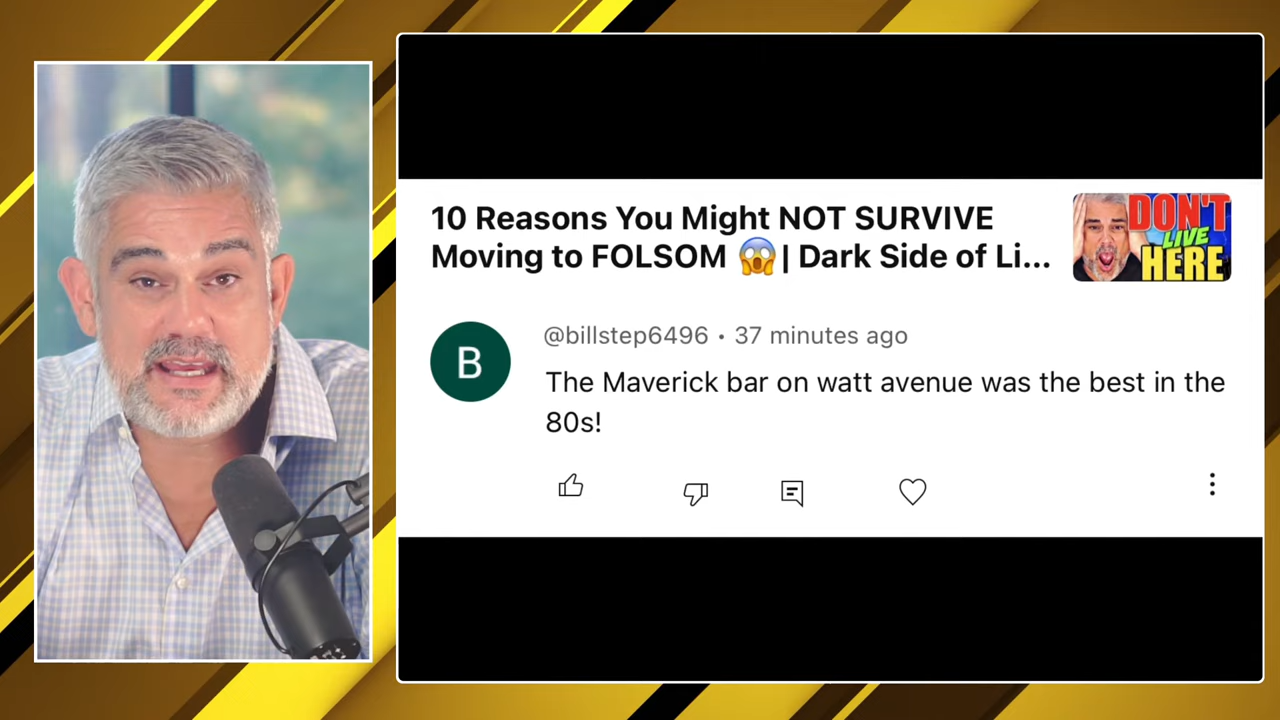 10 Reasons You Might NOT SURVIVE
Moving to FOLSOM 😱| Dark Side of Li...
DON'T
LIVE
HERE
B
@billstep6496 • 37 minutes ago
The Maverick bar on watt avenue was the best in the
80s!